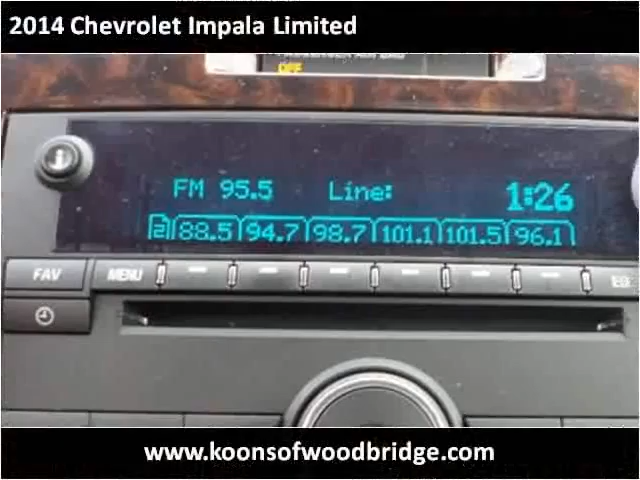 2014 Chevrolet Impala Limited
OFF
FM 95.5 Line: 1:26
2 88.5 94.7 98.7 101.1 101.5 96.1
FAV MENU EQ
www.koonsofwoodbridge.com